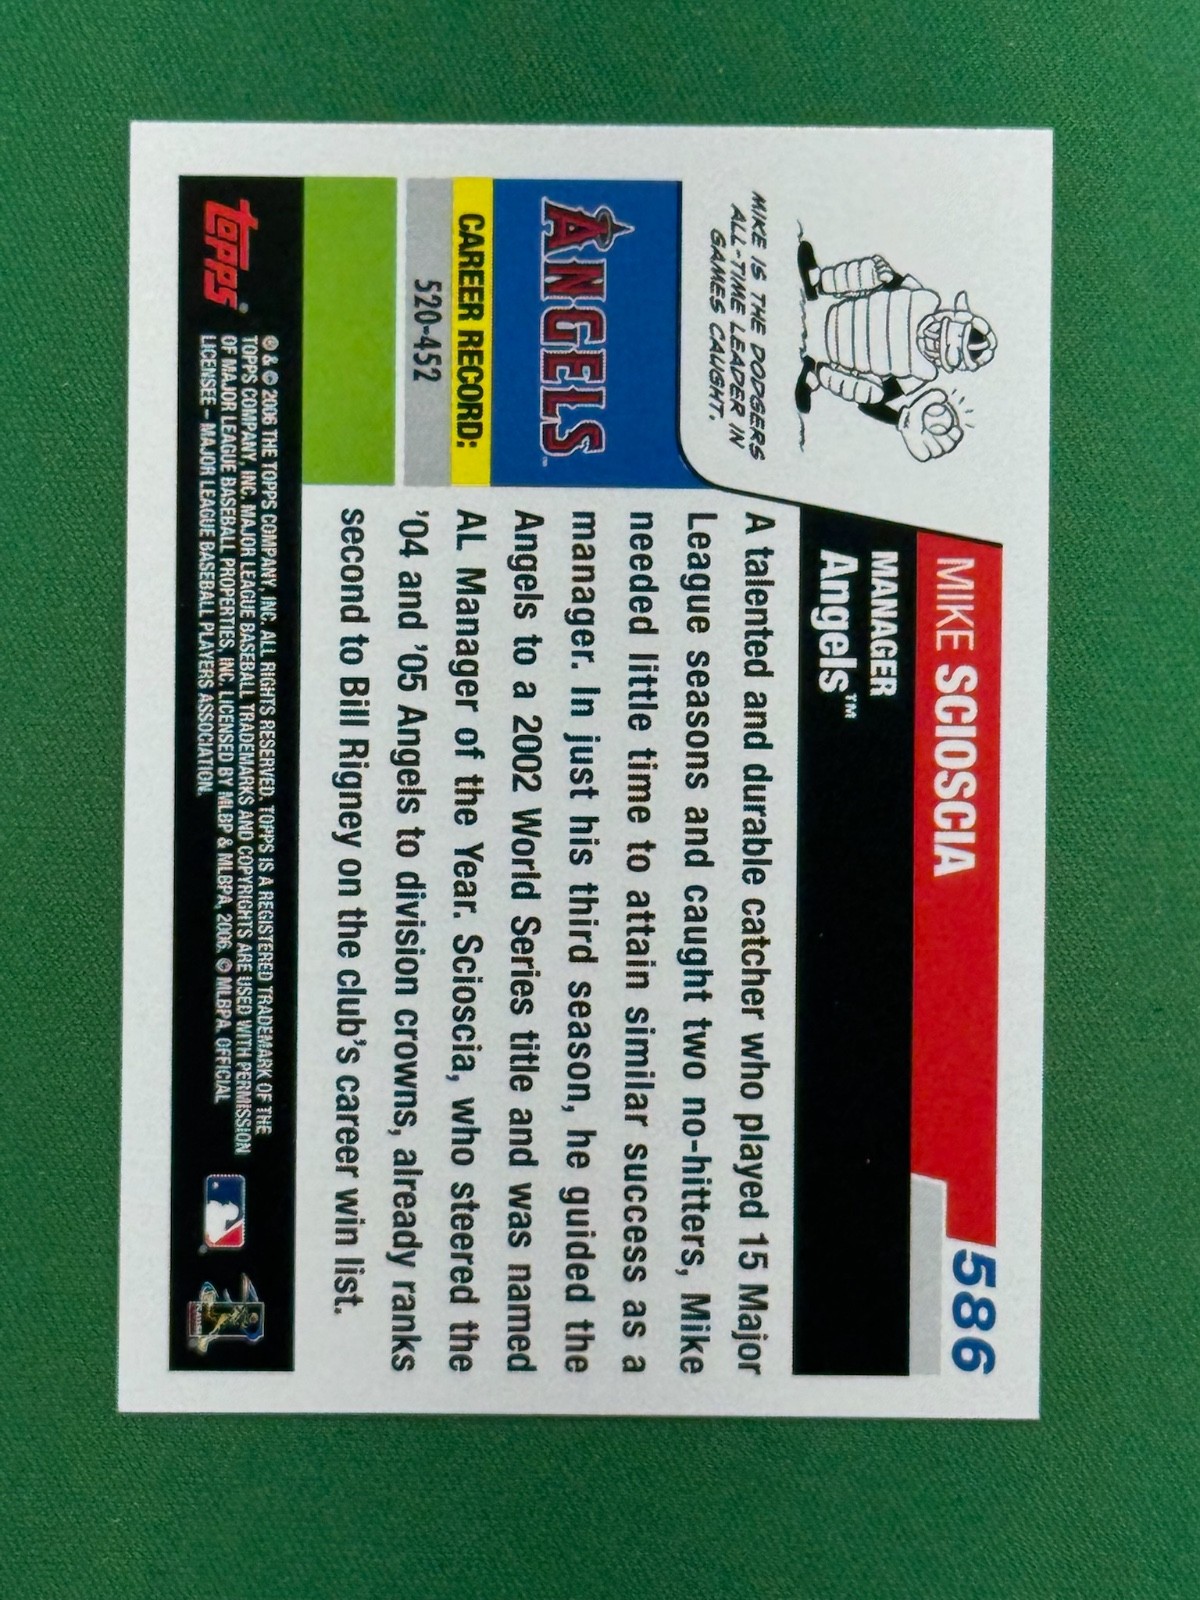 586
MIKE SCIOSCIA
MANAGER
Angels™
MIKE IS THE DODGERS
ALL-TIME LEADER IN
GAMES CAUGHT.
ANGELS™
CAREER RECORD:
520-452
A talented and durable catcher who played 15 Major
League seasons and caught two no-hitters, Mike
needed little time to attain similar success as a
manager. In just his third season, he guided the
Angels to a 2002 World Series title and was named
AL Manager of the Year. Scioscia, who steered the
’04 and ’05 Angels to division crowns, already ranks
second to Bill Rigney on the club’s career win list.
topps®
® & © 2006 THE TOPPS COMPANY, INC. ALL RIGHTS RESERVED. TOPPS IS A REGISTERED TRADEMARK OF THE
TOPPS COMPANY, INC. MAJOR LEAGUE BASEBALL TRADEMARKS AND COPYRIGHTS ARE USED WITH PERMISSION
OF MAJOR LEAGUE BASEBALL PROPERTIES, INC. LICENSED BY MLBP & MLBPA, 2006. © MLBPA. OFFICIAL
LICENSEE – MAJOR LEAGUE BASEBALL PLAYERS ASSOCIATION.